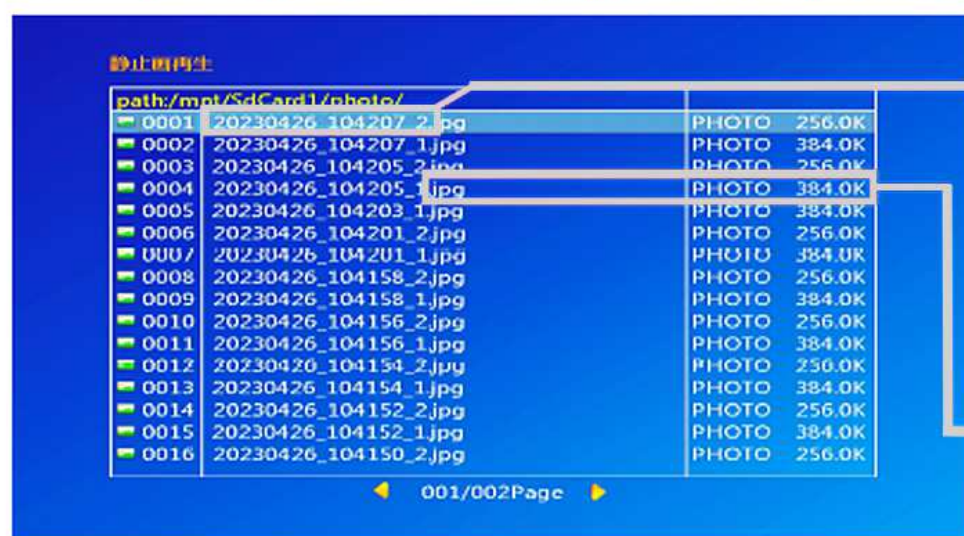 静止画再生
path:/mnt/SdCard1/photo/
0001 20230426_104207_2.jpg PHOTO 256.0K
0002 20230426_104207_1.jpg PHOTO 384.0K
0003 20230426_104205_2.jpg PHOTO 256.0K
0004 20230426_104205_1.jpg PHOTO 384.0K
0005 20230426_104203_1.jpg PHOTO 384.0K
0006 20230426_104201_2.jpg PHOTO 256.0K
0007 20230426_104201_1.jpg PHOTO 384.0K
0008 20230426_104158_2.jpg PHOTO 256.0K
0009 20230426_104158_1.jpg PHOTO 384.0K
0010 20230426_104156_2.jpg PHOTO 256.0K
0011 20230426_104156_1.jpg PHOTO 384.0K
0012 20230426_104154_2.jpg PHOTO 256.0K
0013 20230426_104154_1.jpg PHOTO 384.0K
0014 20230426_104152_2.jpg PHOTO 256.0K
0015 20230426_104152_1.jpg PHOTO 384.0K
0016 20230426_104150_2.jpg PHOTO 256.0K
001/002Page